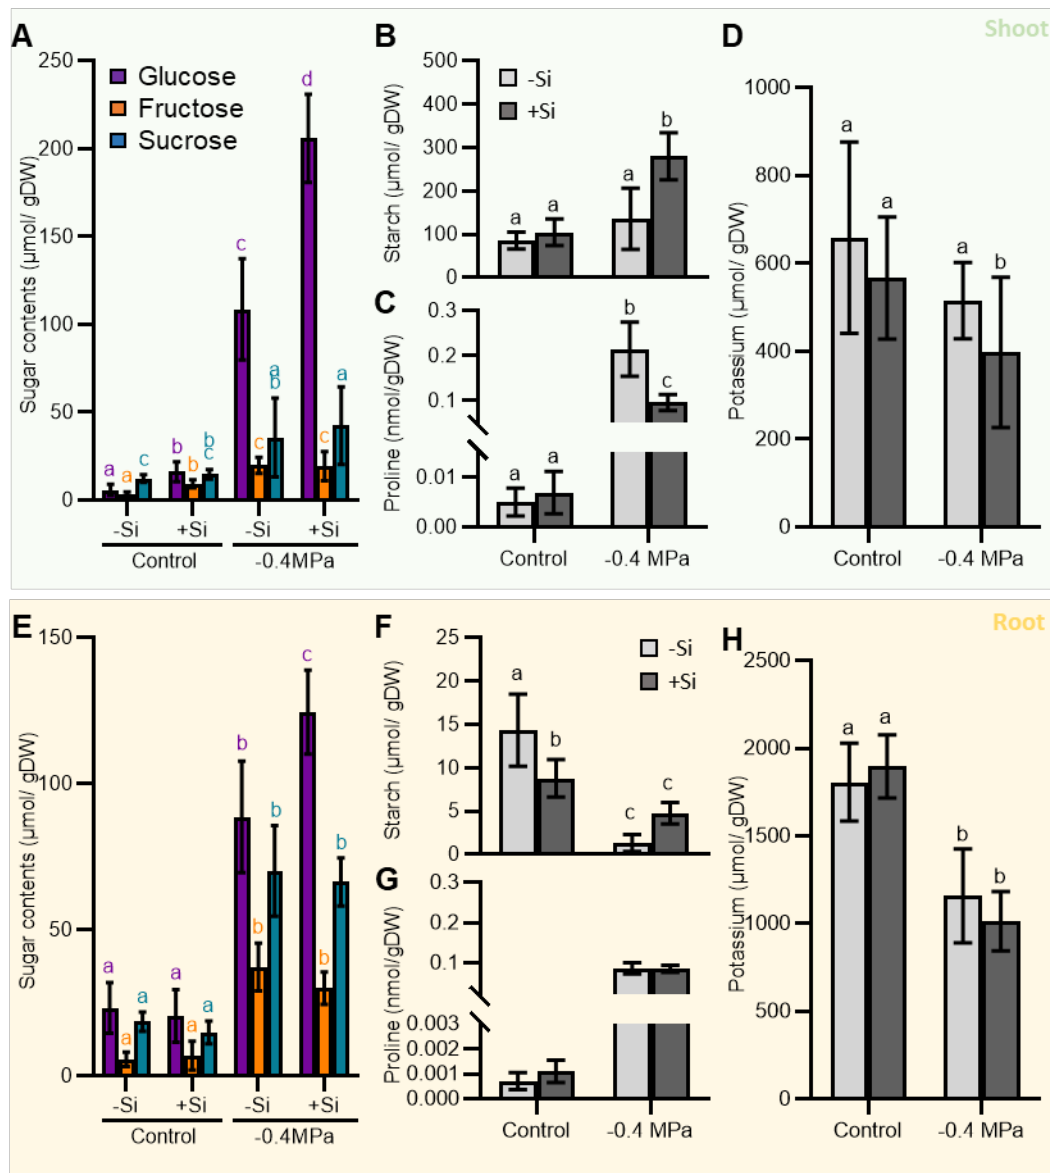 Shoot
A
250
200
150
100
50
0
Sugar contents (µmol/ gDW)
Glucose
Fructose
Sucrose
a
a
c
b
b
b
c
c
c
a
b
d
c
a
-Si
+Si
-Si
+Si
Control
-0.4MPa
B
500
400
300
200
100
0
Starch (µmol/ gDW)
-Si
+Si
a
a
a
b
C
0.3
0.2
0.1
0.01
0.00
Proline (nmol/gDW)
a
a
b
c
Control
-0.4 MPa
D
1000
800
600
400
200
0
Potassium (µmol/ gDW)
a
a
a
b
Control
-0.4 MPa
Root
E
150
100
50
0
Sugar contents (µmol/ gDW)
a
a
a
a
a
a
b
b
b
c
b
b
-Si
+Si
-Si
+Si
Control
-0.4MPa
F
25
20
15
10
5
0
Starch (µmol/ gDW)
-Si
+Si
a
b
c
c
G
0.3
0.2
0.1
0.003
0.002
0.001
0.000
Proline (nmol/gDW)
Control
-0.4 MPa
H
2500
2000
1500
1000
500
0
Potassium (µmol/ gDW)
a
a
b
b
Control
-0.4 MPa